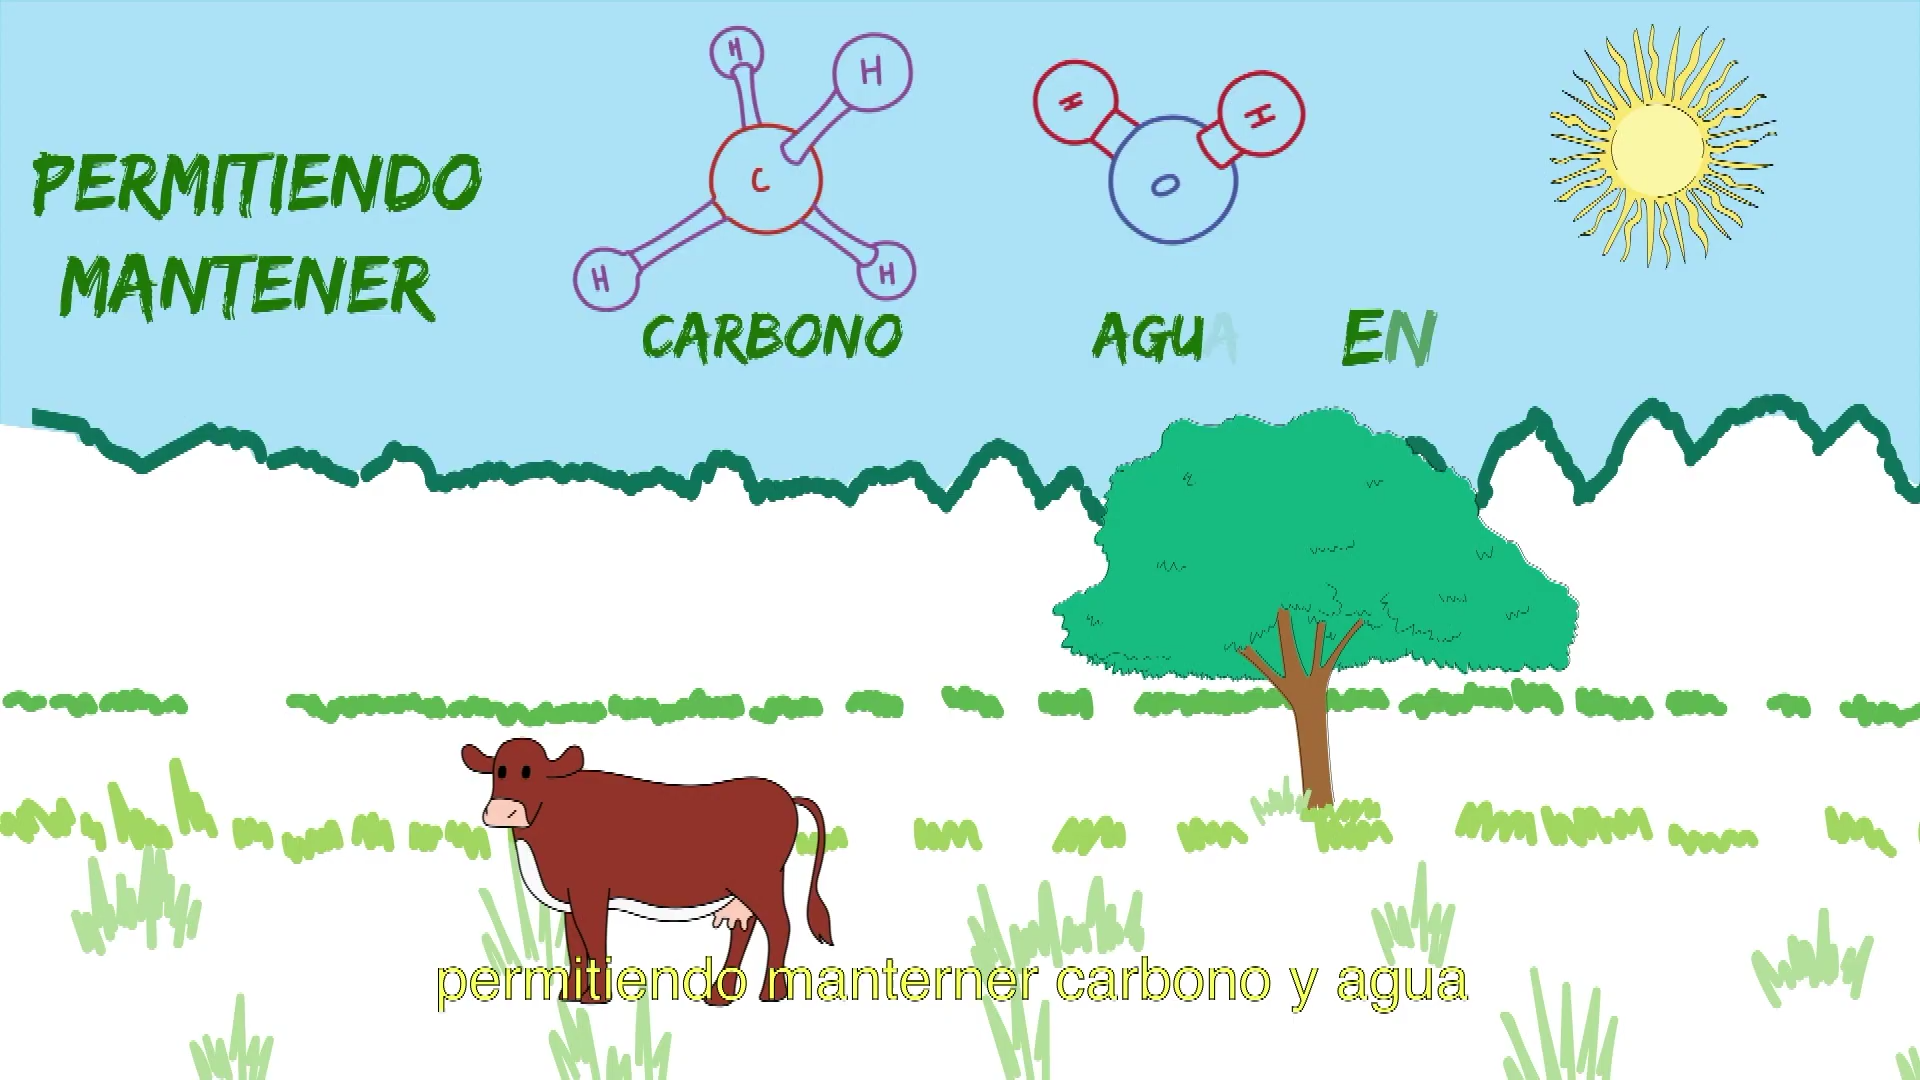 PERMITIENDO
MANTENER
H
H
C
H
H
CARBONO
H
H
O
AGUA
EN
permitiendo manterner carbono y agua